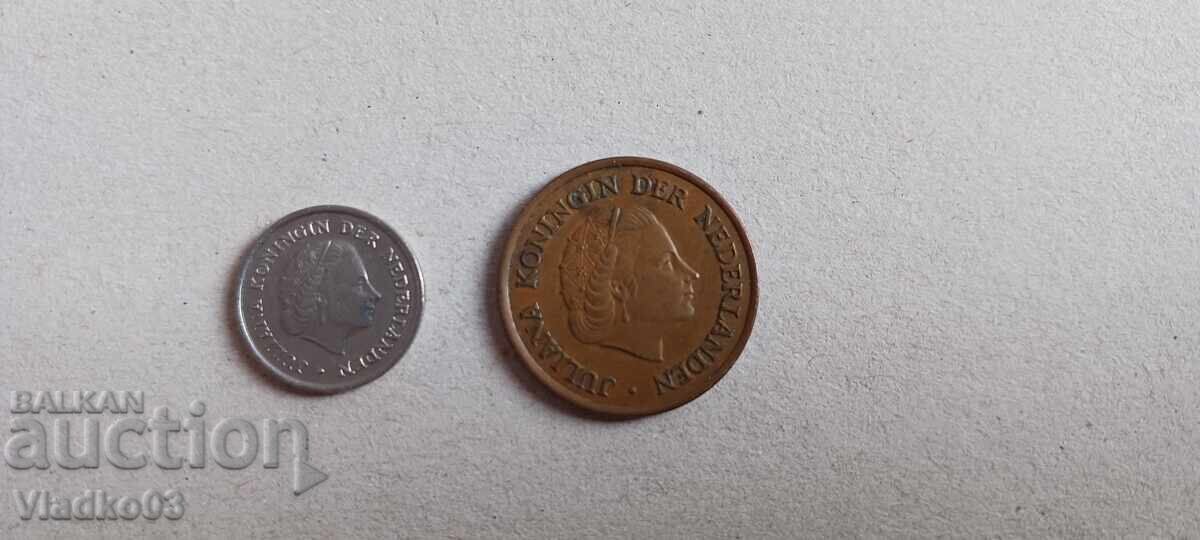 JULIANA KONINGIN DER NEDERLANDEN
JULIANA KONINGIN DER NEDERLANDEN
BALKAN
auction
Vladko03